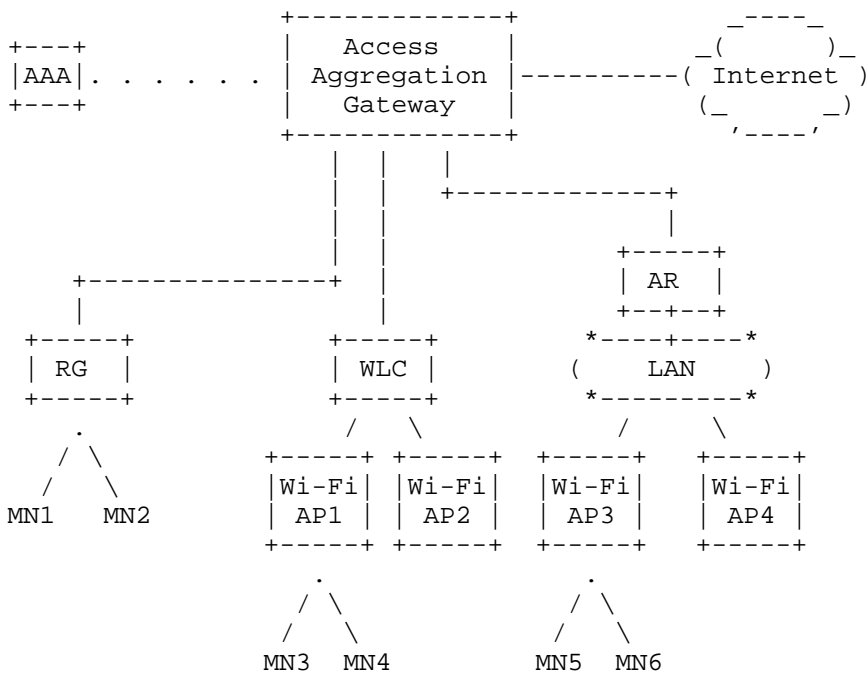 Access
AAA Aggregation Internet
Gateway
AR
RG WLC LAN
Wi-Fi Wi-Fi Wi-Fi Wi-Fi
MN1 MN2 AP1 AP2 AP3 AP4
MN3 MN4 MN5 MN6